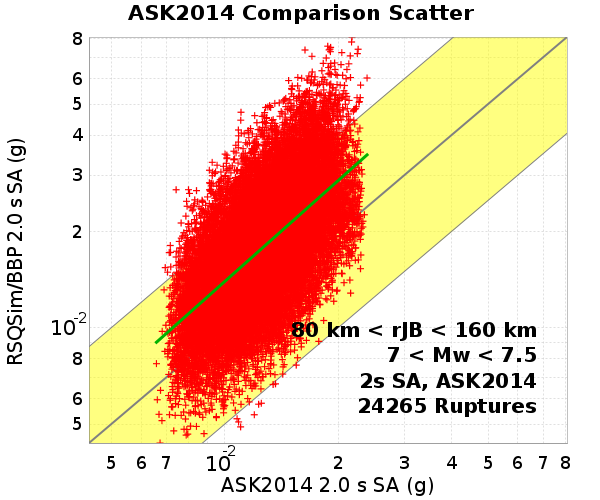 ASK2014 Comparison Scatter
RSQSim/BBP 2.0 s SA (g)
8
6
5
4
3
2
10-2
8
6
5
80 km < rJB < 160 km
7 < Mw < 7.5
2s SA, ASK2014
24265 Ruptures
5 6 7 10-2 2 3 4 5 6 7 8
ASK2014 2.0 s SA (g)